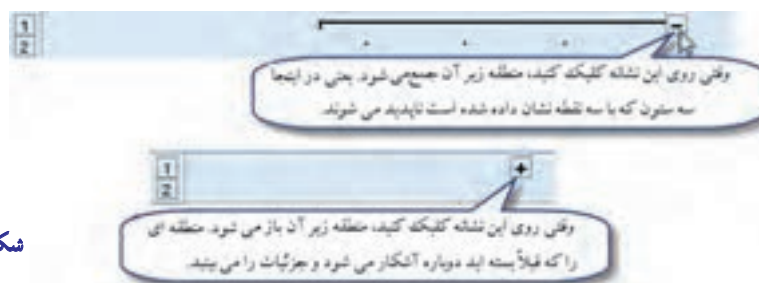 1
2
-
وقتی روی این نشانه کلیک کنید، منطقه زیر آن جمع می شود. یعنی در اینجا
سه ستون که با سه نقطه نشان داده شده است ناپدید می شوند.
1
2
+
وقتی روی این نشانه کلیک کنید، منطقه زیر آن باز می شود. منطقه ای
را که قبلاً بسته اید دوباره آشکار می شود و جزئیات را می بینید.